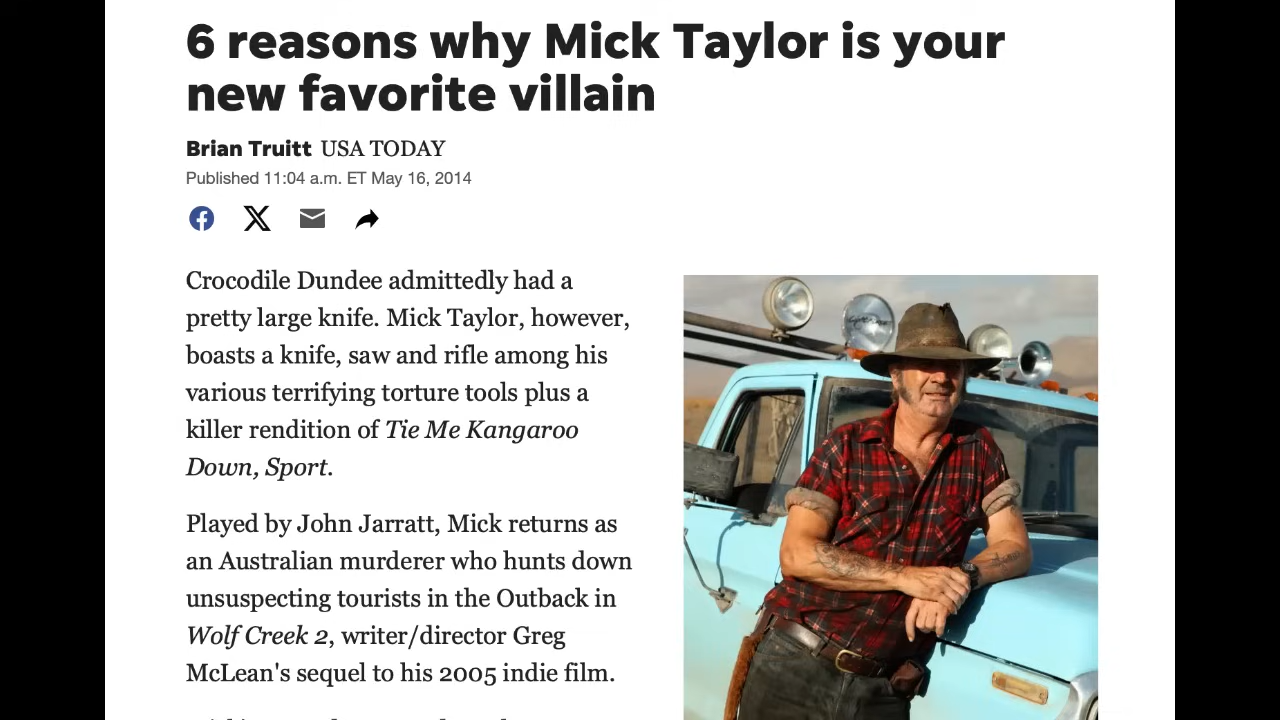 6 reasons why Mick Taylor is your
new favorite villain
Brian Truitt USA TODAY
Published 11:04 a.m. ET May 16, 2014
Crocodile Dundee admittedly had a
pretty large knife. Mick Taylor, however,
boasts a knife, saw and rifle among his
various terrifying torture tools plus a
killer rendition of Tie Me Kangaroo
Down, Sport.
Played by John Jarratt, Mick returns as
an Australian murderer who hunts down
unsuspecting tourists in the Outback in
Wolf Creek 2, writer/director Greg
McLean's sequel to his 2005 indie film.